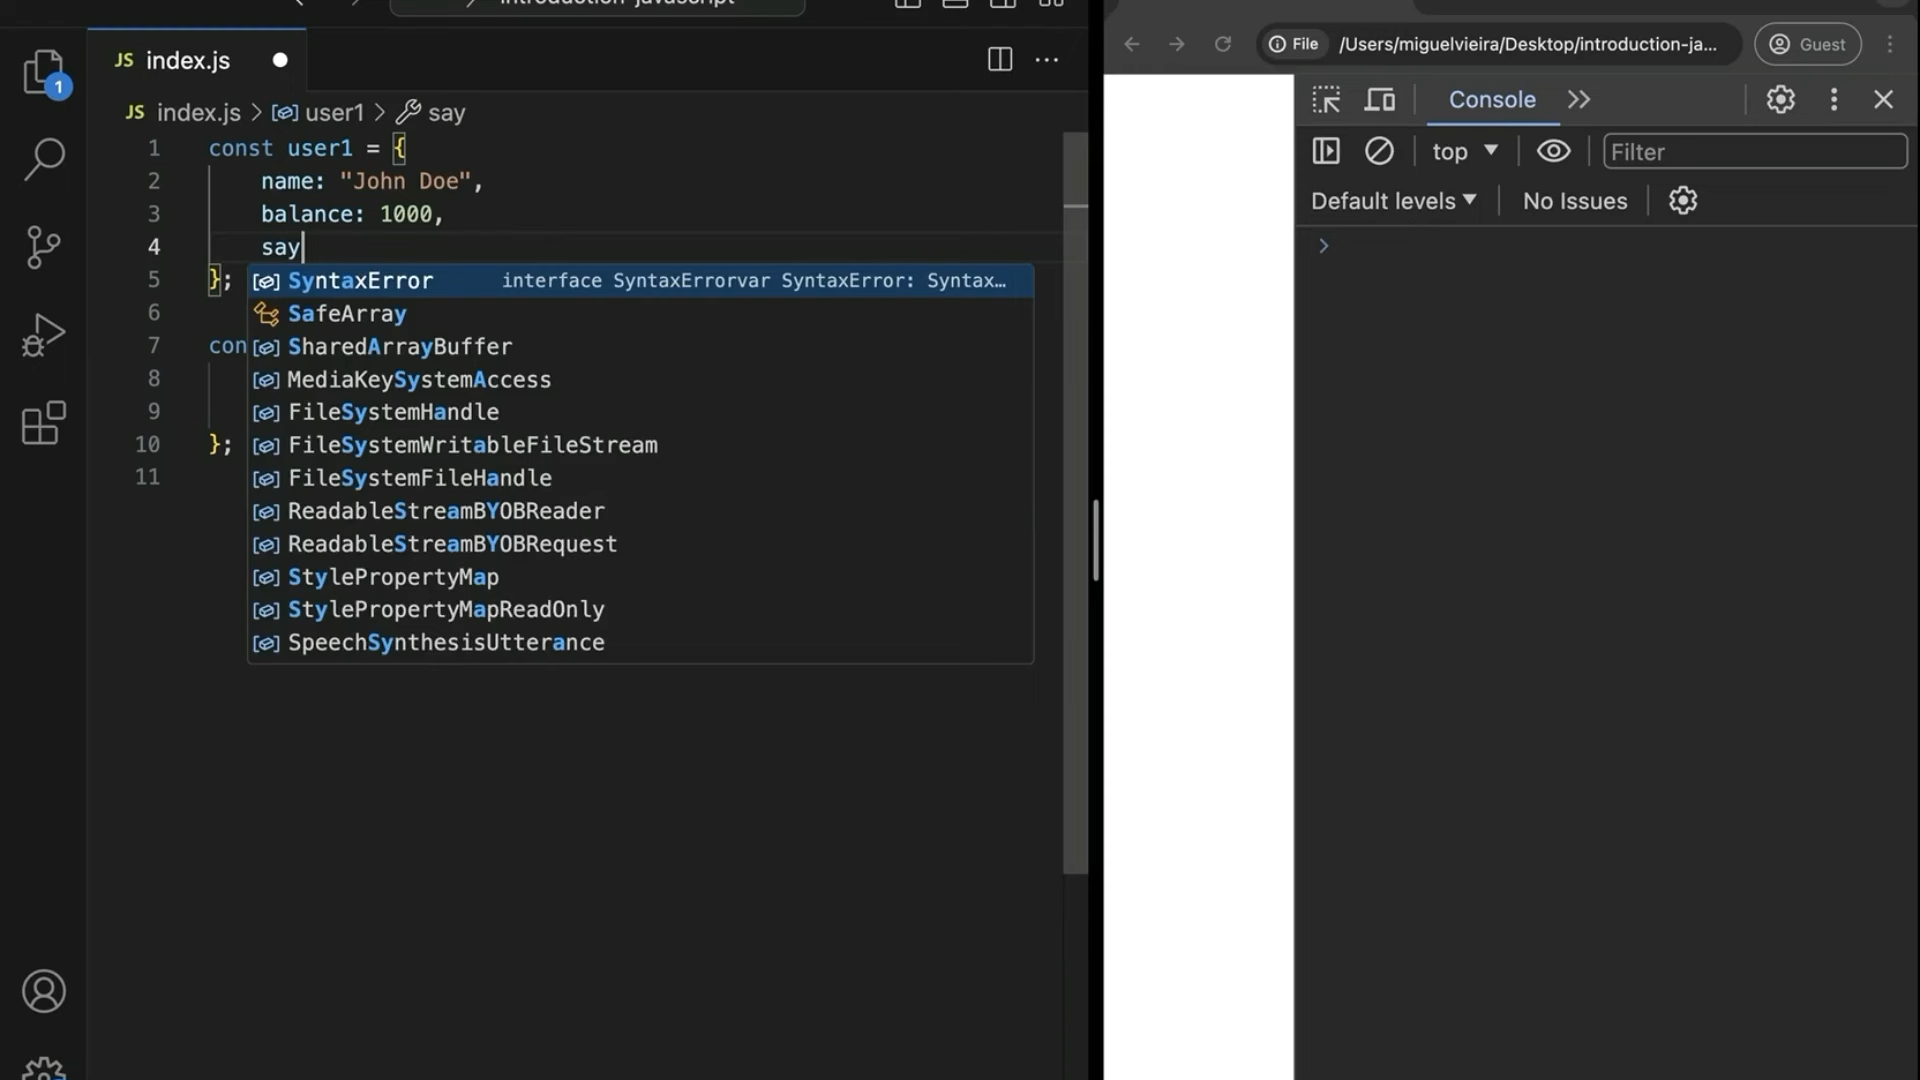 introduction-javascript
JS index.js
JS index.js > user1 > say
1 const user1 = {
2 name: "John Doe",
3 balance: 1000,
4 say
5 };
6
7 con
8
9
10 };
11
SyntaxError interface SyntaxErrorvar SyntaxError: Syntax…
SafeArray
SharedArrayBuffer
MediaKeySystemAccess
FileSystemHandle
FileSystemWritableFileStream
FileSystemFileHandle
ReadableStreamBYOBReader
ReadableStreamBYOBRequest
StylePropertyMap
StylePropertyMapReadOnly
SpeechSynthesisUtterance
1
File /Users/miguelvieira/Desktop/introduction-ja... Guest
Console
top Filter
Default levels No Issues